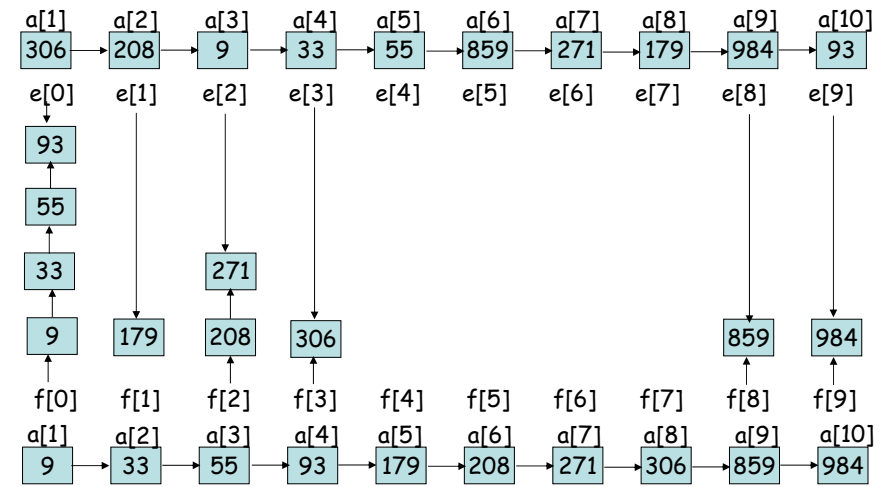 a[1] a[2] a[3] a[4] a[5] a[6] a[7] a[8] a[9] a[10]
306 208 9 33 55 859 271 179 984 93
e[0] e[1] e[2] e[3] e[4] e[5] e[6] e[7] e[8] e[9]
93
55
33 271
9 179 208 306 859 984
f[0] f[1] f[2] f[3] f[4] f[5] f[6] f[7] f[8] f[9]
a[1] a[2] a[3] a[4] a[5] a[6] a[7] a[8] a[9] a[10]
9 33 55 93 179 208 271 306 859 984